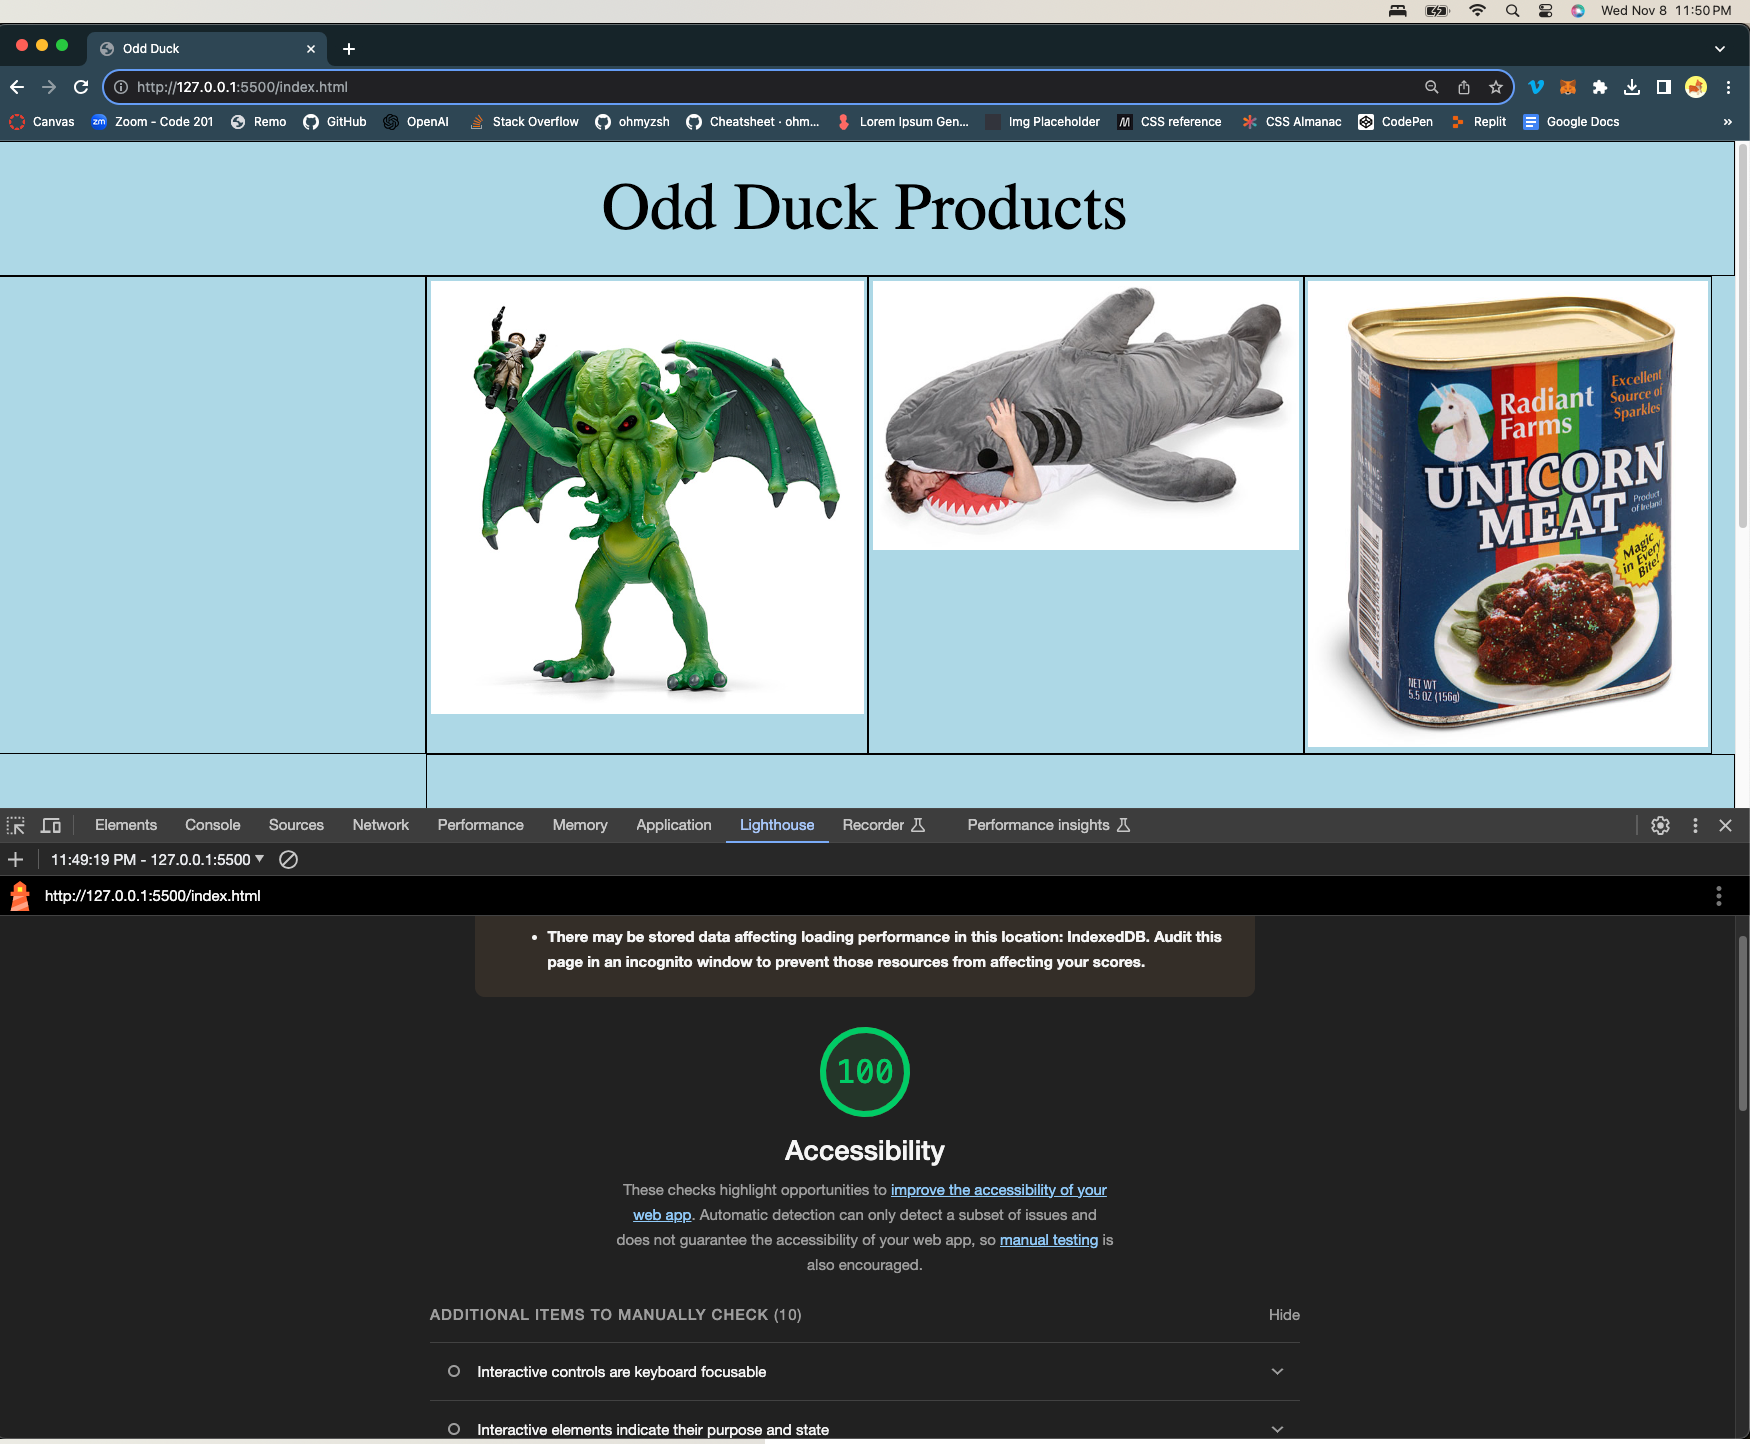 Wed Nov 8 11:50 PM
Odd Duck
http://127.0.0.1:5500/index.html
Canvas
Zoom - Code 201
Remo
GitHub
OpenAI
Stack Overflow
ohmyzsh
Cheatsheet · ohm...
Lorem Ipsum Gen...
Img Placeholder
CSS reference
CSS Almanac
CodePen
Replit
Google Docs
Odd Duck Products
Radiant
Farms
Excellent
Source of
Sparkles
UNICORN
MEAT
Product
of Ireland
Magic
in Every
Bite!
NET WT
5.5 OZ (156g)
Elements
Console
Sources
Network
Performance
Memory
Application
Lighthouse
Recorder
Performance insights
11:49:19 PM - 127.0.0.1:5500
http://127.0.0.1:5500/index.html
• There may be stored data affecting loading performance in this location: IndexedDB. Audit this
page in an incognito window to prevent those resources from affecting your scores.
100
Accessibility
These checks highlight opportunities to improve the accessibility of your
web app. Automatic detection can only detect a subset of issues and
does not guarantee the accessibility of your web app, so manual testing is
also encouraged.
ADDITIONAL ITEMS TO MANUALLY CHECK (10)
Hide
Interactive controls are keyboard focusable
Interactive elements indicate their purpose and state